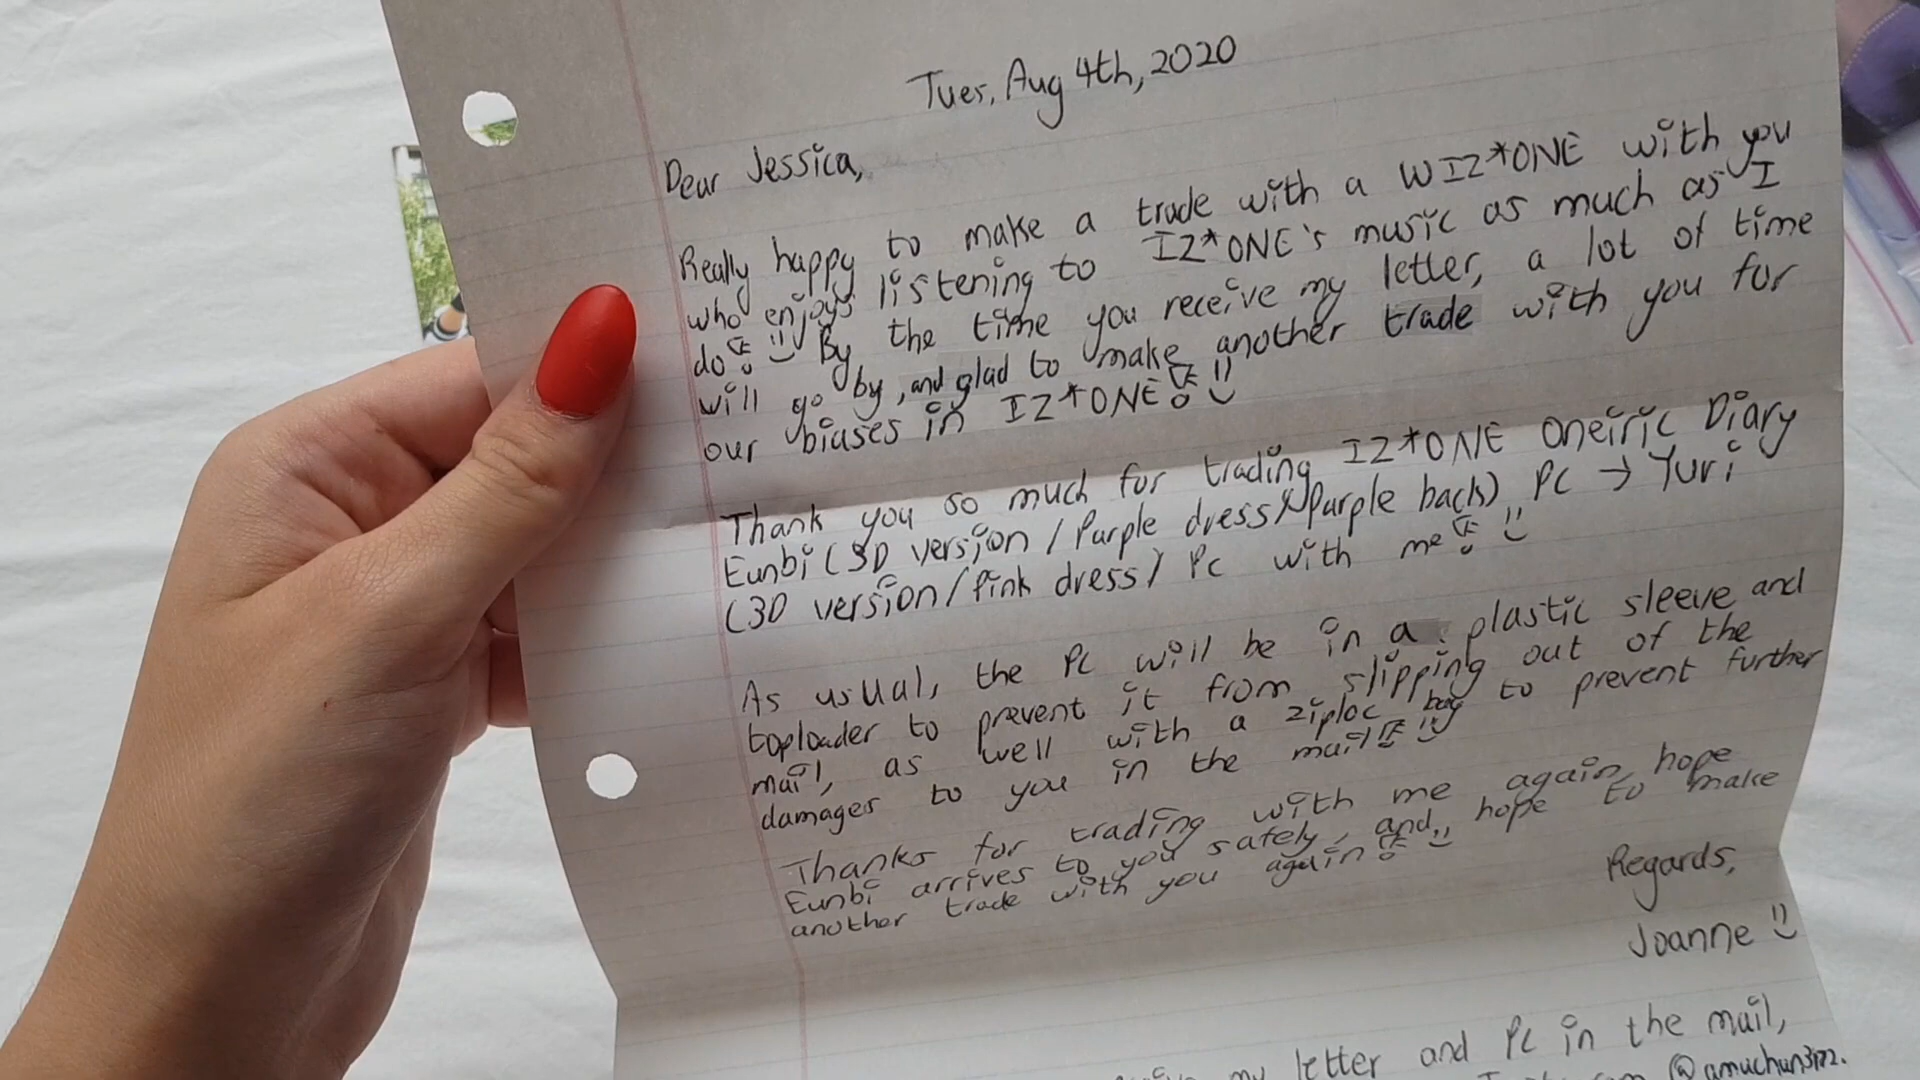 Tues, Aug 4th, 2020
Dear Jessica,
Really happy to make a trade with a WIZ*ONE with you
who enjoys listening to IZ*ONE's music as much as I
do! By the time you receive my letter, a lot of time
will go by, and glad to make another trade with you for
our biases in IZ*ONE!
Thank you so much for trading IZ*ONE Oneiric Diary
Eunbi (3D version / Purple dress & Purple back) PC → Yuri
(3D version / Pink dress) PC with me!
As usual, the PC will be in a plastic sleeve and
toploader to prevent it from slipping out of the
mail, as well with a ziploc bag to prevent further
damages to you in the mail!
Thanks for trading with me again, hope
Eunbi arrives to you safely, and hope to make
another trade with you again!
Regards,
Joanne
my letter and PC in the mail,